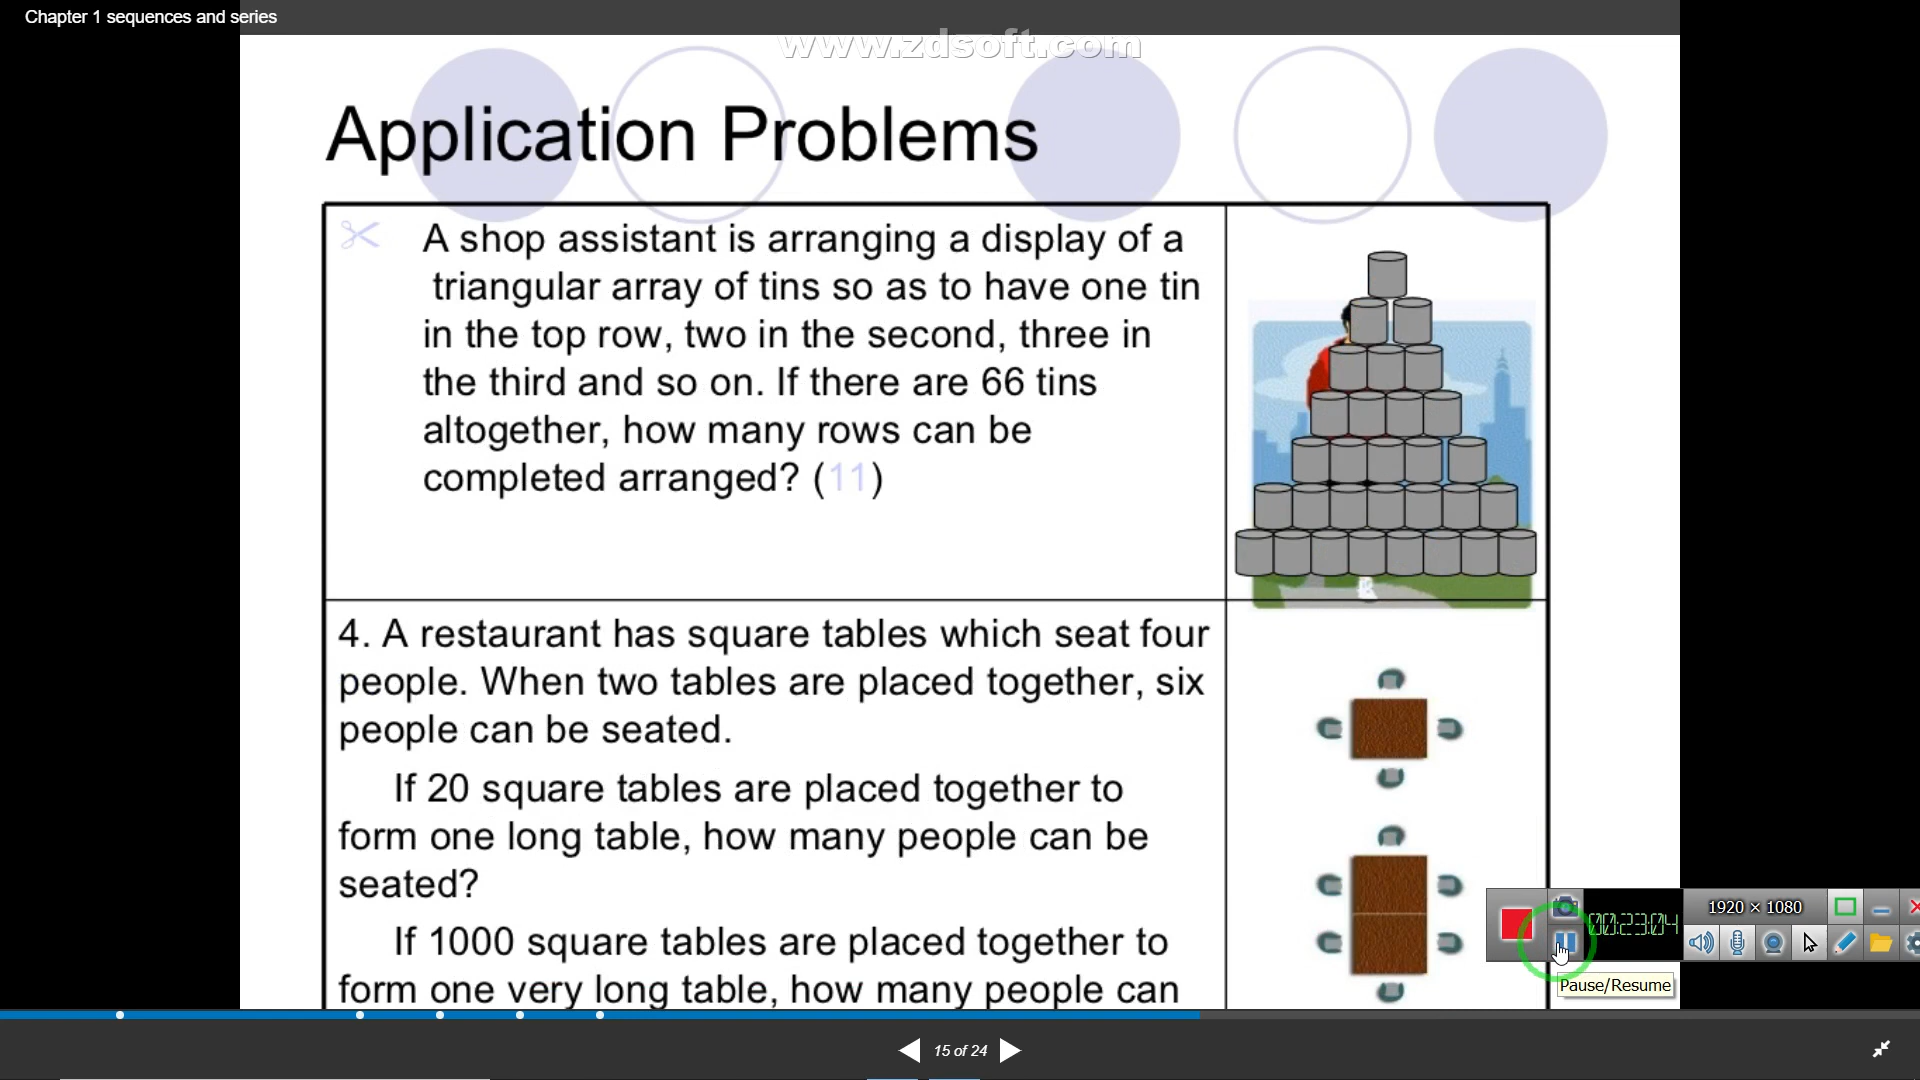 Chapter 1 sequences and series
www.zdsoft.com
Application Problems
A shop assistant is arranging a display of a
triangular array of tins so as to have one tin
in the top row, two in the second, three in
the third and so on. If there are 66 tins
altogether, how many rows can be
completed arranged? (11)
4. A restaurant has square tables which seat four
people. When two tables are placed together, six
people can be seated.
If 20 square tables are placed together to
form one long table, how many people can be
seated?
If 1000 square tables are placed together to
form one very long table, how many people can
00:23:04
1920 × 1080
Pause/Resume
15 of 24